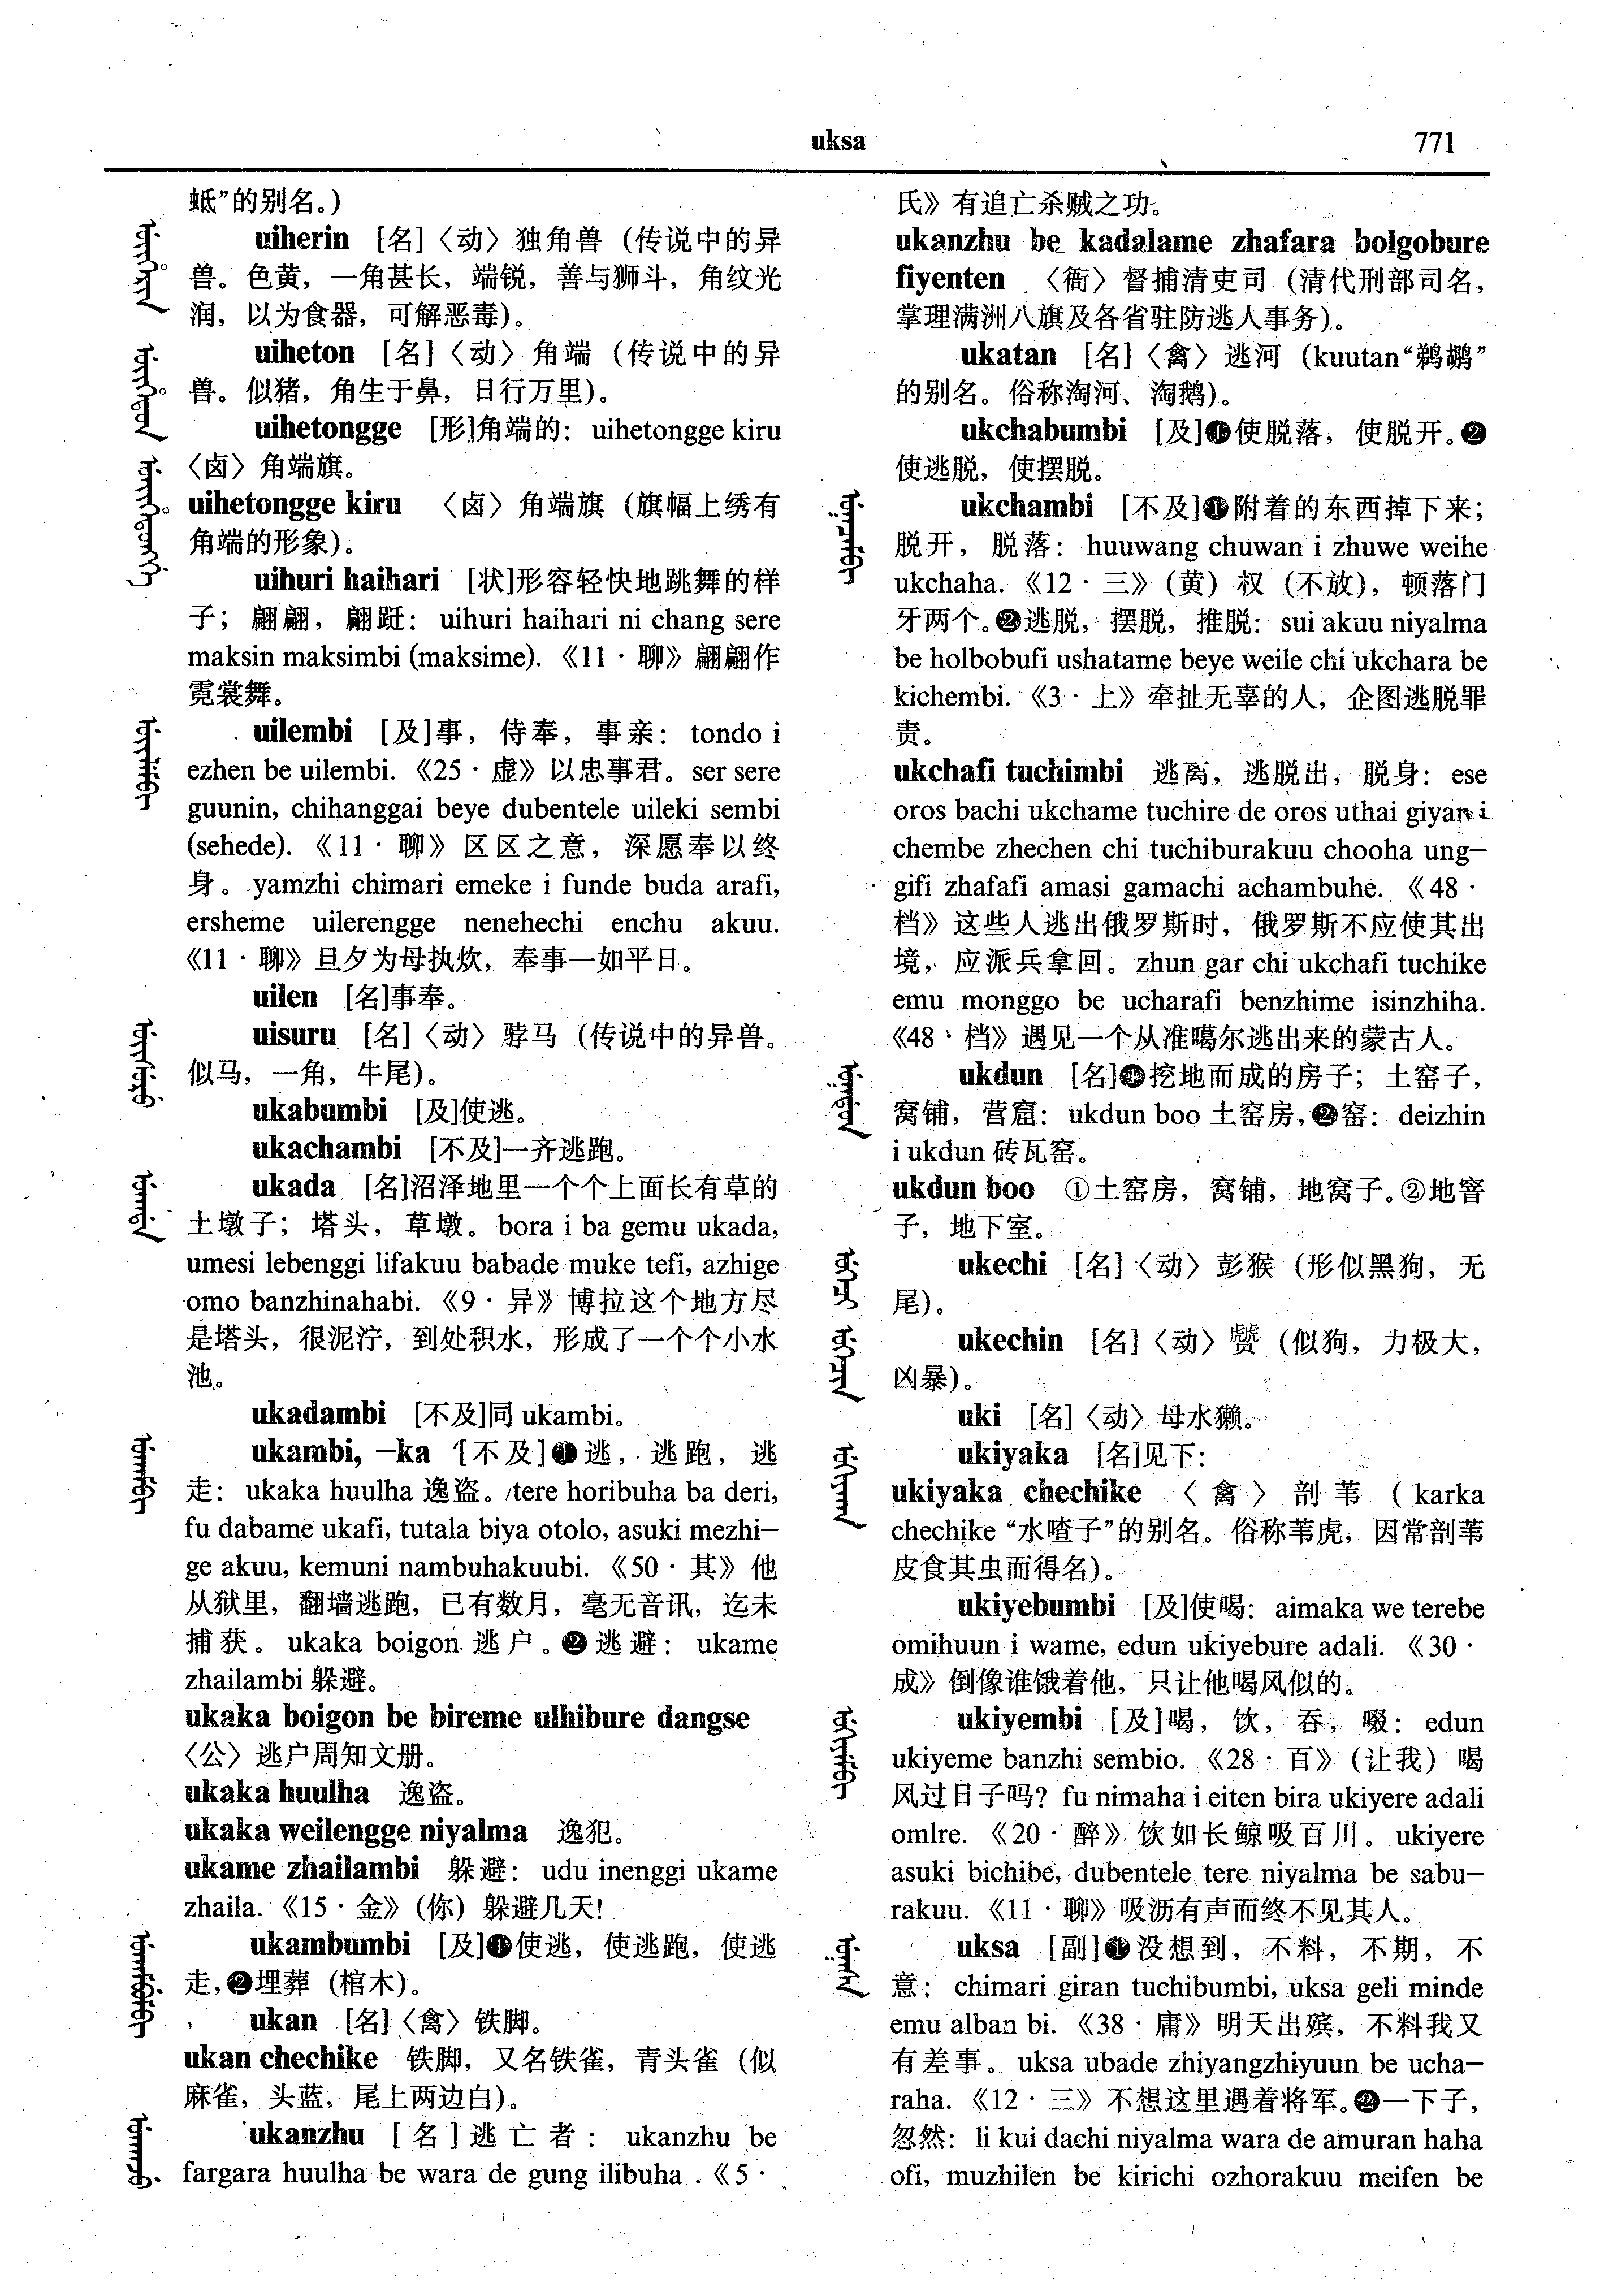 uksa
771
蚳”的别名。)
uiherin [名]〈动〉独角兽（传说中的异
兽。色黄，一角甚长，端锐，善与狮斗，角纹光
润，以为食器，可解恶毒）。
uiheton [名]〈动〉角端（传说中的异
兽。似猪，角生于鼻，日行万里）。
uihetongge [形]角端的：uihetongge kiru
〈卤〉角端旗。
uihetongge kiru 〈卤〉角端旗（旗幅上绣有
角端的形象）。
uihuri haihari [状]形容轻快地跳舞的样
子；翩翩，翩跹：uihuri haihari ni chang sere
maksin maksimbi (maksime). 《11·聊》翩翩作
霓裳舞。
uilembi [及]事，侍奉，事亲：tondo i
ezhen be uilembi. 《25·虚》以忠事君。ser sere
guunin, chihanggai beye dubentele uileki sembi
(sehede). 《11·聊》区区之意，深愿奉以终
身。yamzhi chimari emeke i funde buda arafi,
ersheme uilerengge nenehechi enchu akuu.
《11·聊》旦夕为母执炊，奉事一如平日。
uilen [名]事奉。
uisuru [名]〈动〉騂马（传说中的异兽。
似马，一角，牛尾）。
ukabumbi [及]使逃。
ukachambi [不及]一齐逃跑。
ukada [名]沼泽地里一个个上面长有草的
土墩子；塔头，草墩。bora i ba gemu ukada,
umesi lebenggi lifakuu babade muke tefi, azhige
omo banzhinahabi. 《9·异》博拉这个地方尽
是塔头，很泥泞，到处积水，形成了一个个小水
池。
ukadambi [不及]同 ukambi。
ukambi, －ka [不及]❶逃，逃跑，逃
走：ukaka huulha 逸盗。tere horibuha ba deri,
fu dabame ukafi, tutala biya otolo, asuki mezhi－
ge akuu, kemuni nambuhakuubi. 《50·其》他
从狱里，翻墙逃跑，已有数月，毫无音讯，迄未
捕获。ukaka boigon 逃户。❷逃避：ukame
zhailambi 躲避。
ukaka boigon be bireme ulhibure dangse
〈公〉逃户周知文册。
ukaka huulha 逸盗。
ukaka weilengge niyalma 逸犯。
ukame zhailambi 躲避：udu inenggi ukame
zhaila. 《15·金》（你）躲避几天！
ukambumbi [及]❶使逃，使逃跑，使逃
走，❷埋葬（棺木）。
ukan [名]〈禽〉铁脚。
ukan chechike 铁脚，又名铁雀，青头雀（似
麻雀，头蓝，尾上两边白）。
ukanzhu [名]逃亡者：ukanzhu be
fargara huulha be wara de gung ilibuha . 《5·
氏》有追亡杀贼之功。
ukanzhu be kadalame zhafara bolgobure
fiyenten 〈衙〉督捕清吏司（清代刑部司名，
掌理满洲八旗及各省驻防逃人事务）。
ukatan [名]〈禽〉逃河（kuutan“鹈鹕”
的别名。俗称淘河、淘鹅）。
ukchabumbi [及]❶使脱落，使脱开。❷
使逃脱，使摆脱。
ukchambi [不及]❶附着的东西掉下来；
脱开，脱落：huuwang chuwan i zhuwe weihe
ukchaha. 《12·三》（黄）权（不放），顿落门
牙两个。❷逃脱，摆脱，推脱：sui akuu niyalma
be holbobufi ushatame beye weile chi ukchara be
kichembi. 《3·上》牵扯无辜的人，企图逃脱罪
责。
ukchafi tuchimbi 逃离，逃脱出，脱身：ese
oros bachi ukchame tuchire de oros uthai giyan i
chembe zhechen chi tuchiburakuu chooha ung－
gifi zhafafi amasi gamachi achambuhe. 《48·
档》这些人逃出俄罗斯时，俄罗斯不应使其出
境，应派兵拿回。zhun gar chi ukchafi tuchike
emu monggo be ucharafi benzhime isinzhiha.
《48·档》遇见一个从准噶尔逃出来的蒙古人。
ukdun [名]❶挖地而成的房子；土窑子，
窝铺，营窟：ukdun boo 土窑房，❷窑：deizhin
i ukdun 砖瓦窑。
ukdun boo ①土窑房，窝铺，地窝子。②地窨
子，地下室。
ukechi [名]〈动〉彭猴（形似黑狗，无
尾）。
ukechin [名]〈动〉（似狗，力极大，
凶暴）。
uki [名]〈动〉母水獭。
ukiyaka [名]见下：
ukiyaka chechike 〈禽〉剖苇（karka
chechike “水喳子”的别名。俗称苇虎，因常剖苇
皮食其虫而得名）。
ukiyebumbi [及]使喝：aimaka we terebe
omihuun i wame, edun ukiyebure adali. 《30·
成》倒像谁饿着他，只让他喝风似的。
ukiyembi [及]喝，饮，吞，啜：edun
ukiyeme banzhi sembio. 《28·百》（让我）喝
风过日子吗？fu nimaha i eiten bira ukiyere adali
omlre. 《20·醉》饮如长鲸吸百川。ukiyere
asuki bichibe, dubentele tere niyalma be sabu－
rakuu. 《11·聊》吸沥有声而终不见其人。
uksa [副]❶没想到，不料，不期，不
意：chimari giran tuchibumbi, uksa geli minde
emu alban bi. 《38·庸》明天出殡，不料我又
有差事。uksa ubade zhiyangzhiyuun be ucha－
raha. 《12·三》不想这里遇着将军。❷一下子，
忽然：li kui dachi niyalma wara de amuran haha
ofi, muzhilen be kirichi ozhorakuu meifen be